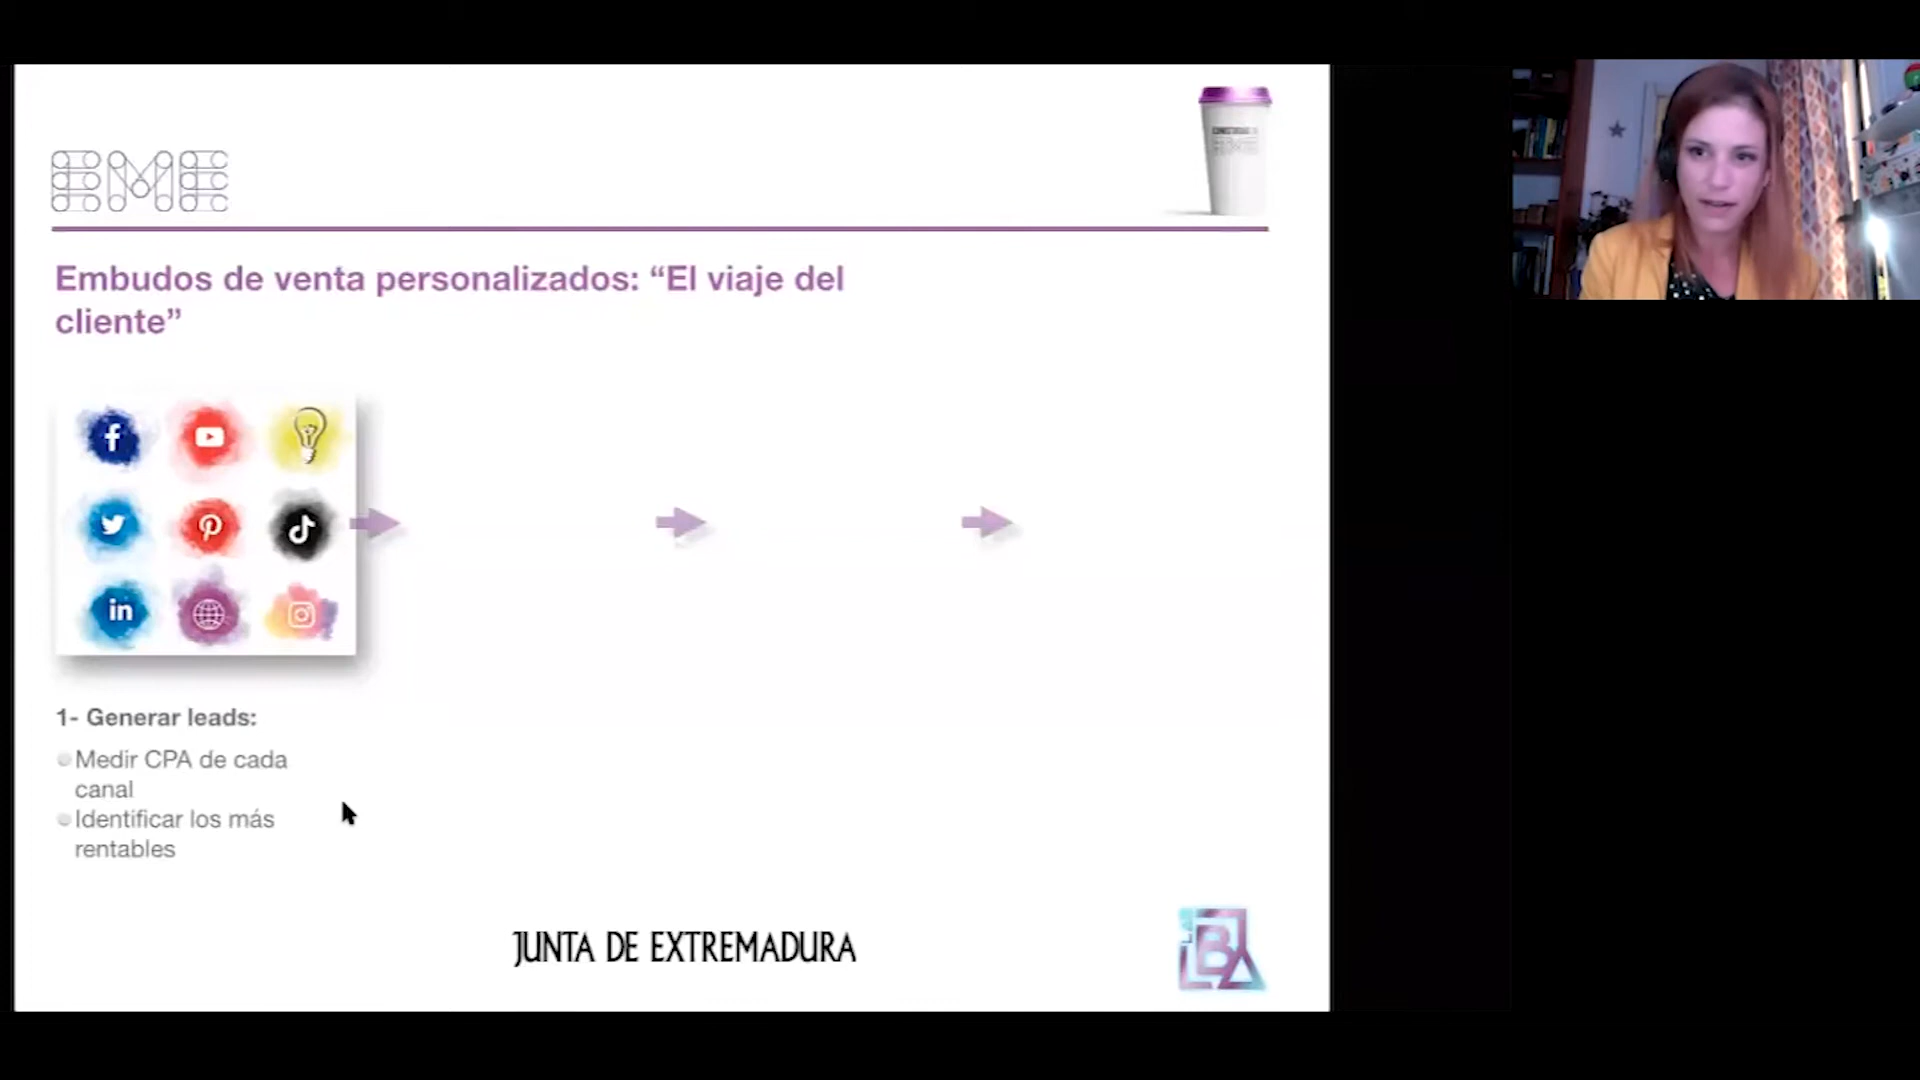 EME
Embudos de venta personalizados: “El viaje del
cliente”
1- Generar leads:
Medir CPA de cada
canal
Identificar los más
rentables
JUNTA DE EXTREMADURA
LAB